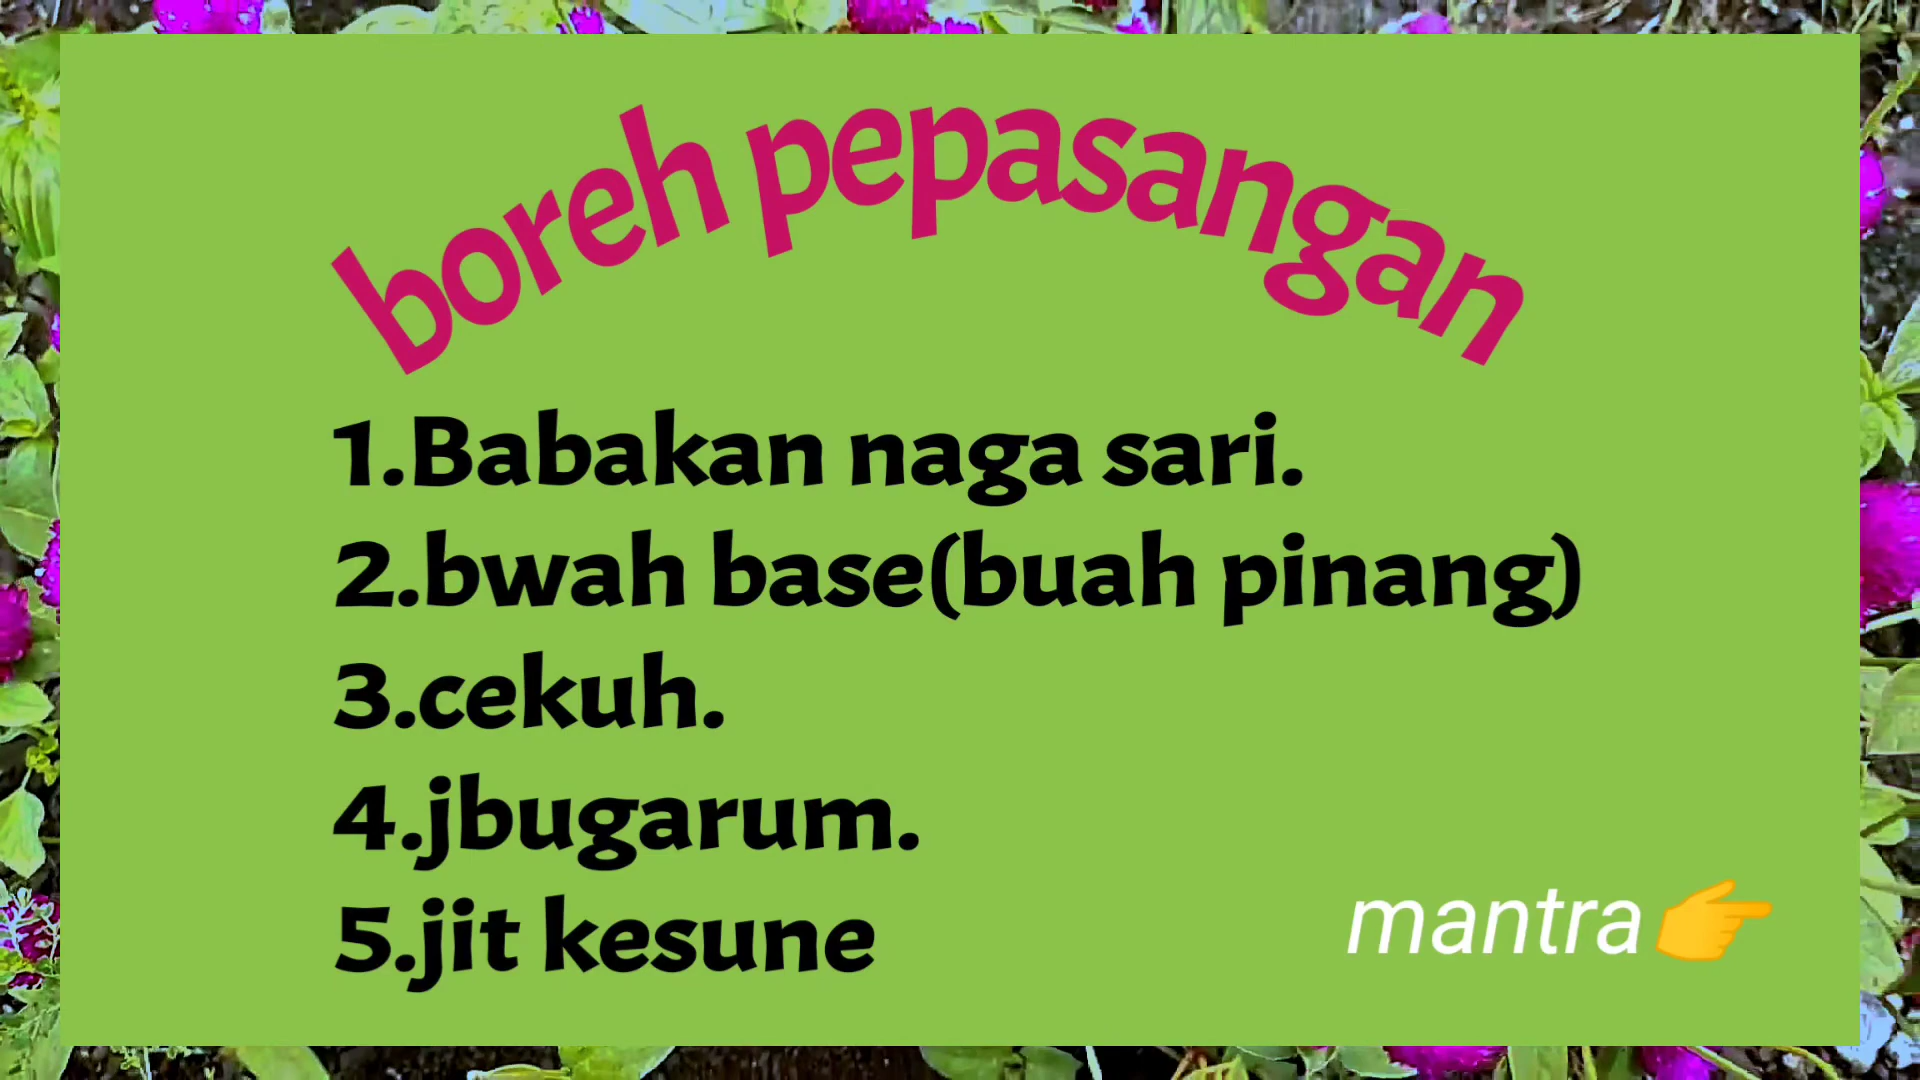 boreh pepasangan
1.Babakan naga sari.
2.bwah base(buah pinang)
3.cekuh.
4.jbugarum.
5.jit kesune
mantra👉